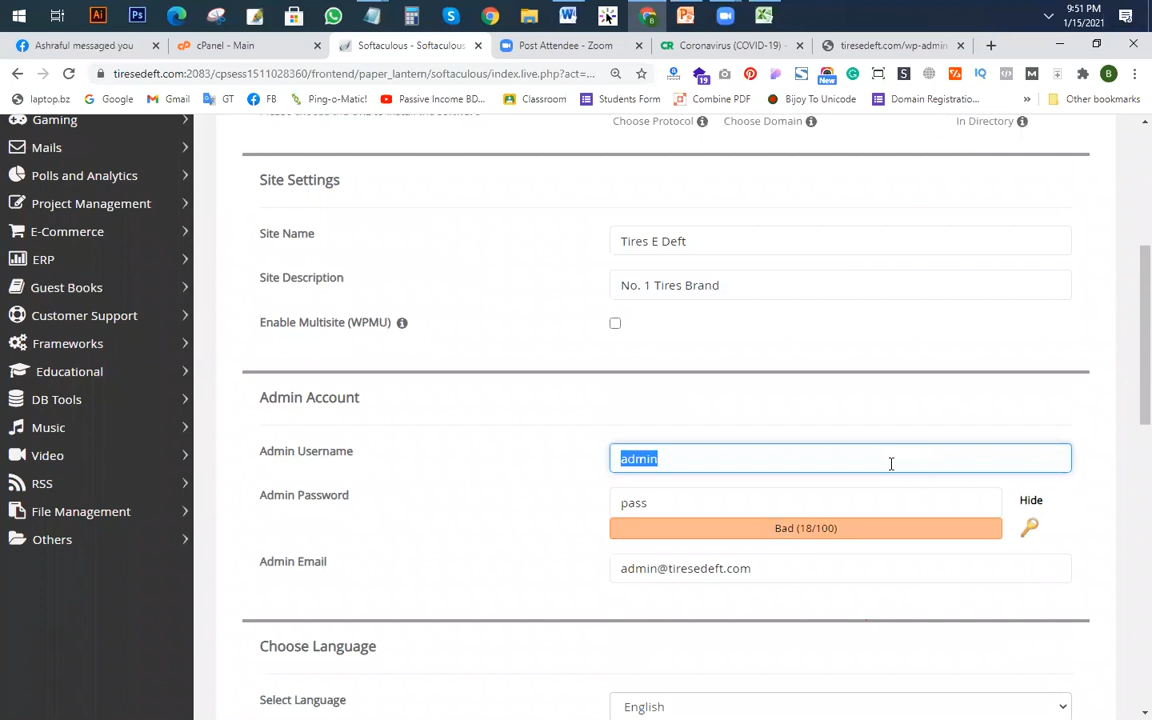 9:51 PM
1/15/2021
Ashraful messaged you
cPanel - Main
Softaculous - Softaculous
Post Attendee - Zoom
Coronavirus (COVID-19) -
tiresedeft.com/wp-admin
tiresedeft.com:2083/cpsess1511028360/frontend/paper_lantern/softaculous/index.live.php?act=...
laptop.bz
Google
Gmail
GT
FB
Ping-o-Matic!
Passive Income BD...
Classroom
Students Form
Combine PDF
Bijoy To Unicode
Domain Registratio...
Other bookmarks
Gaming
Mails
Polls and Analytics
Project Management
E-Commerce
ERP
Guest Books
Customer Support
Frameworks
Educational
DB Tools
Music
Video
RSS
File Management
Others
Choose Protocol
Choose Domain
In Directory
Site Settings
Site Name
Tires E Deft
Site Description
No. 1 Tires Brand
Enable Multisite (WPMU)
Admin Account
Admin Username
admin
Admin Password
pass
Hide
Bad (18/100)
Admin Email
admin@tiresedeft.com
Choose Language
Select Language
English